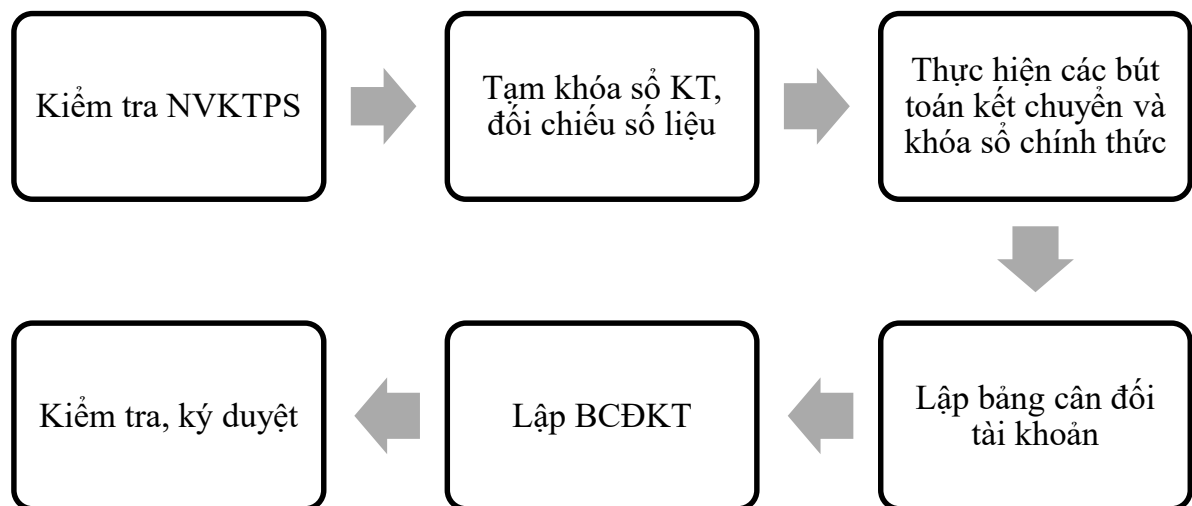 Kiểm tra NVKTPS
Tạm khóa sổ KT,
đối chiếu số liệu
Thực hiện các bút
toán kết chuyển và
khóa sổ chính thức
Lập bảng cân đối
tài khoản
Lập BCĐKT
Kiểm tra, ký duyệt